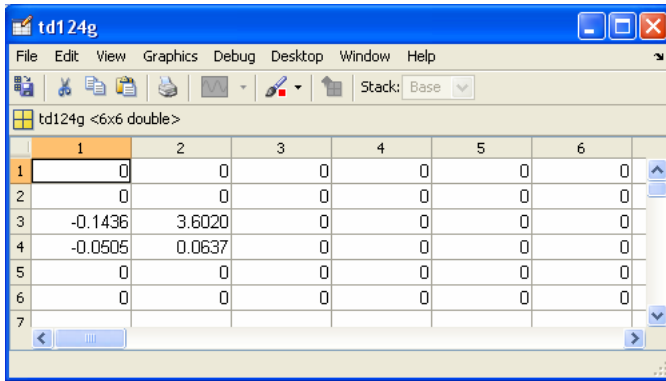 td124g
File Edit View Graphics Debug Desktop Window Help
Stack: Base
td124g <6x6 double>
1 2 3 4 5 6
1 0 0 0 0 0 0
2 0 0 0 0 0 0
3 -0.1436 3.6020 0 0 0 0
4 -0.0505 0.0637 0 0 0 0
5 0 0 0 0 0 0
6 0 0 0 0 0 0
7